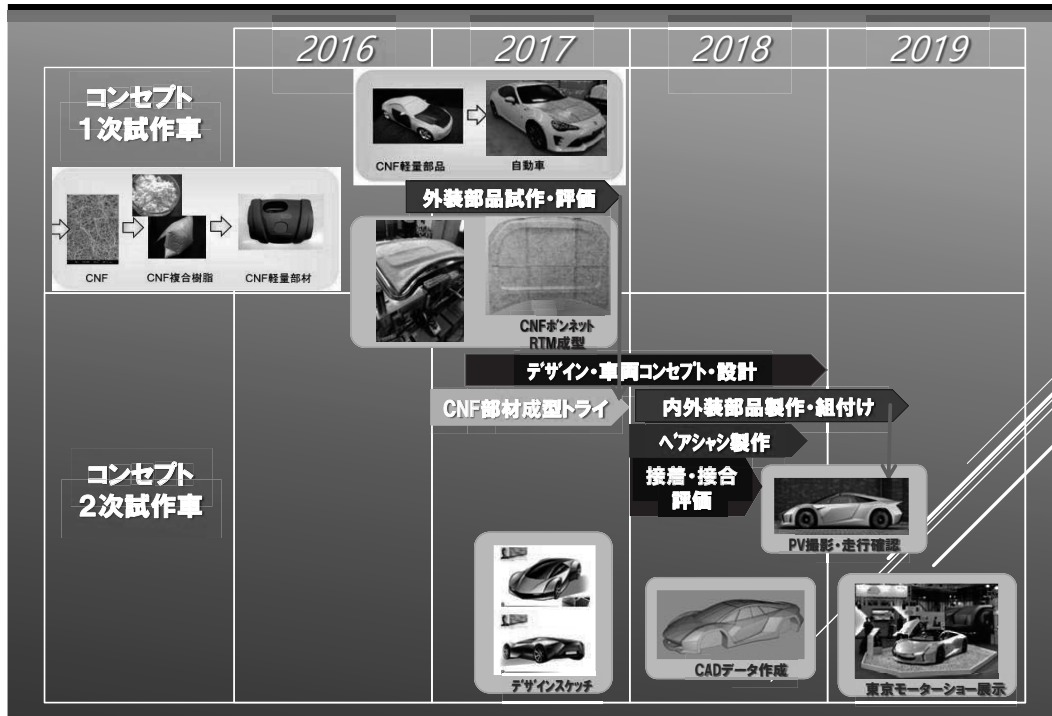 2016
2017
2018
2019
コンセプト
1次試作車
CNF軽量部品
自動車
外装部品試作・評価
CNF
CNF複合樹脂
CNF軽量部材
CNFボンネット
RTM成型
デザイン・車両コンセプト・設計
CNF部材成型トライ
内外装部品製作・組付け
ベアシャシ製作
コンセプト
2次試作車
接着・接合
評価
PV撮影・走行確認
デザインスケッチ
CADデータ作成
東京モーターショー展示